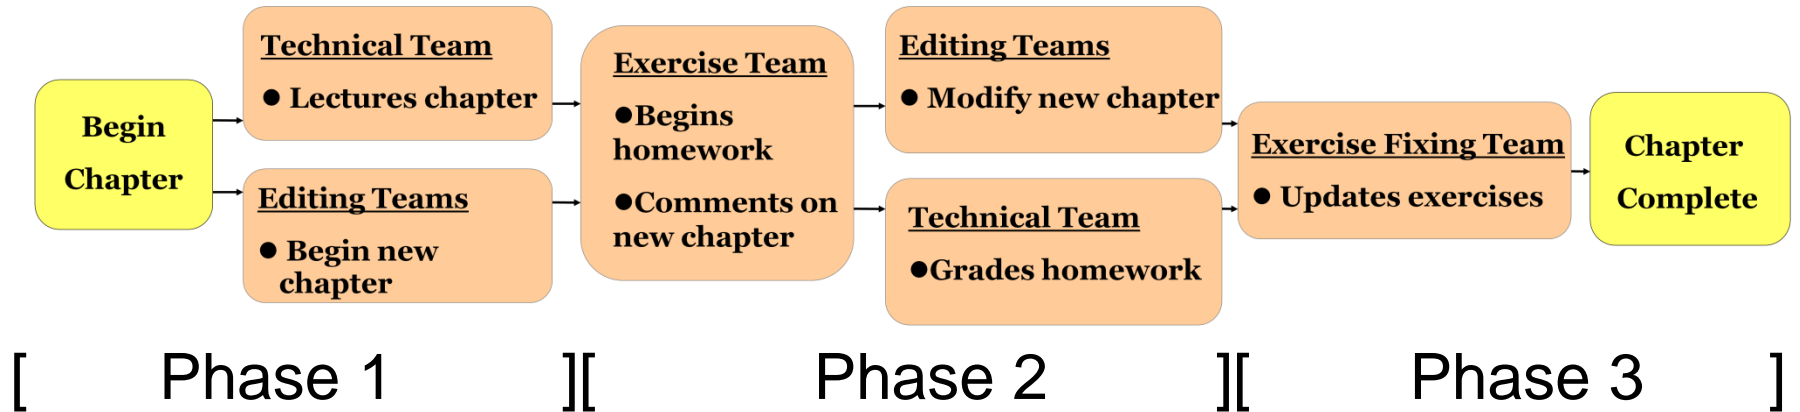 Begin
Chapter
Technical Team
● Lectures chapter
Editing Teams
● Begin new
chapter
Exercise Team
●Begins
homework
●Comments on
new chapter
Editing Teams
● Modify new chapter
Technical Team
●Grades homework
Exercise Fixing Team
● Updates exercises
Chapter
Complete
[ Phase 1 ][ Phase 2 ][ Phase 3 ]